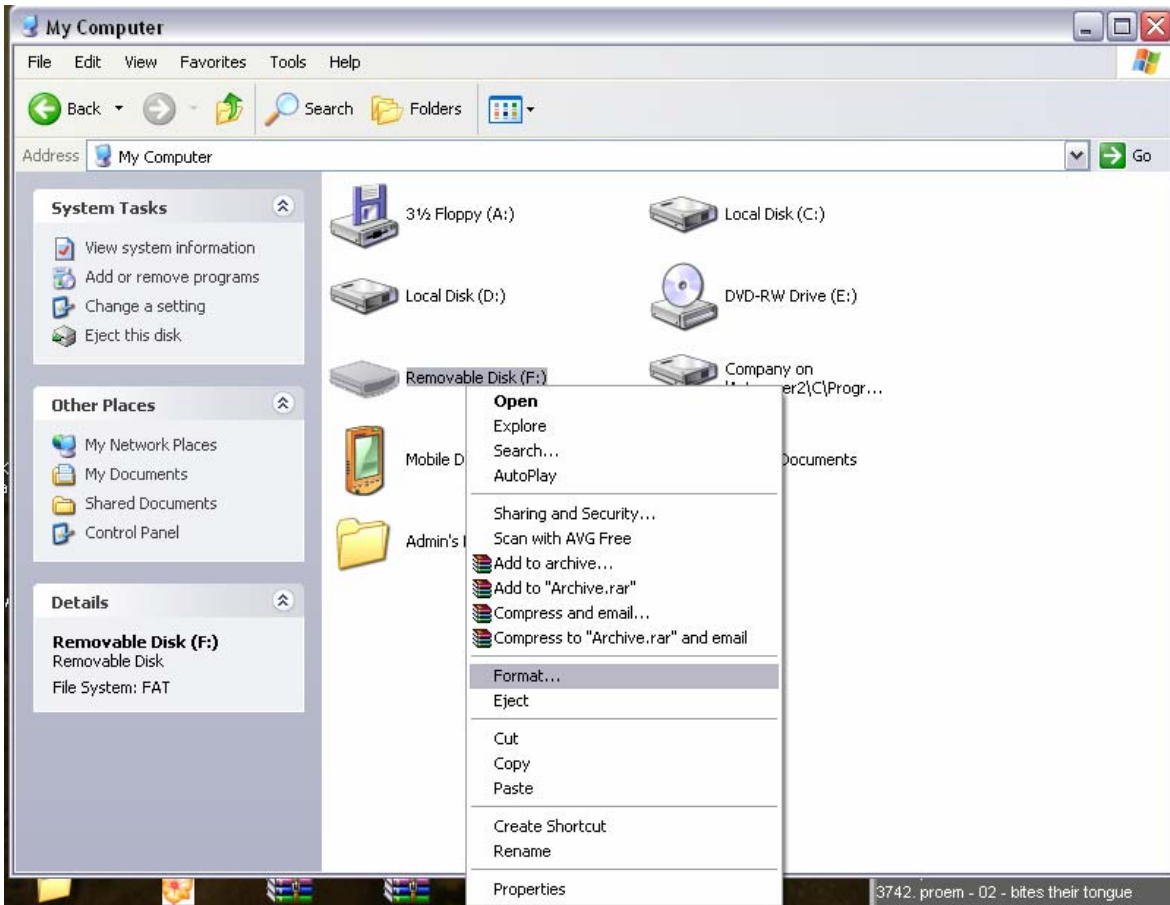 My Computer
File Edit View Favorites Tools Help
Back Search Folders
Address My Computer Go
System Tasks
View system information
Add or remove programs
Change a setting
Eject this disk
Other Places
My Network Places
My Documents
Shared Documents
Control Panel
Details
Removable Disk (F:)
Removable Disk
File System: FAT
3½ Floppy (A:)
Local Disk (C:)
Local Disk (D:)
DVD-RW Drive (E:)
Removable Disk (F:)
Company on
er2\C\Progr...
Mobile D
Documents
Admin's
Open
Explore
Search...
AutoPlay
Sharing and Security...
Scan with AVG Free
Add to archive...
Add to "Archive.rar"
Compress and email...
Compress to "Archive.rar" and email
Format...
Eject
Cut
Copy
Paste
Create Shortcut
Rename
Properties
3742. proem - 02 - bites their tongue